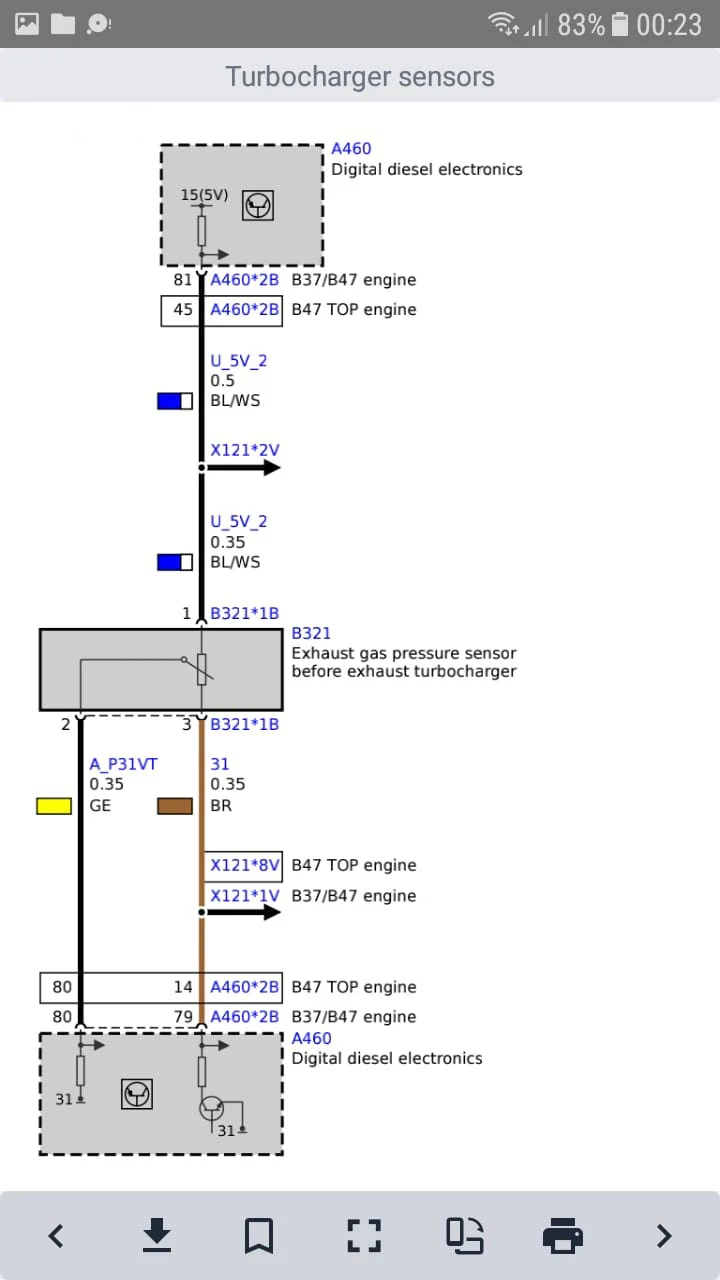 83% 00:23
Turbocharger sensors
A460
Digital diesel electronics
15(5V)
81 A460*2B B37/B47 engine
45 A460*2B B47 TOP engine
U_5V_2
0.5
BL/WS
X121*2V
U_5V_2
0.35
BL/WS
1 B321*1B
B321
Exhaust gas pressure sensor
before exhaust turbocharger
2 3 B321*1B
A_P31VT 31
0.35 0.35
GE BR
X121*8V B47 TOP engine
X121*1V B37/B47 engine
80 14 A460*2B B47 TOP engine
80 79 A460*2B B37/B47 engine
A460
Digital diesel electronics
31
31